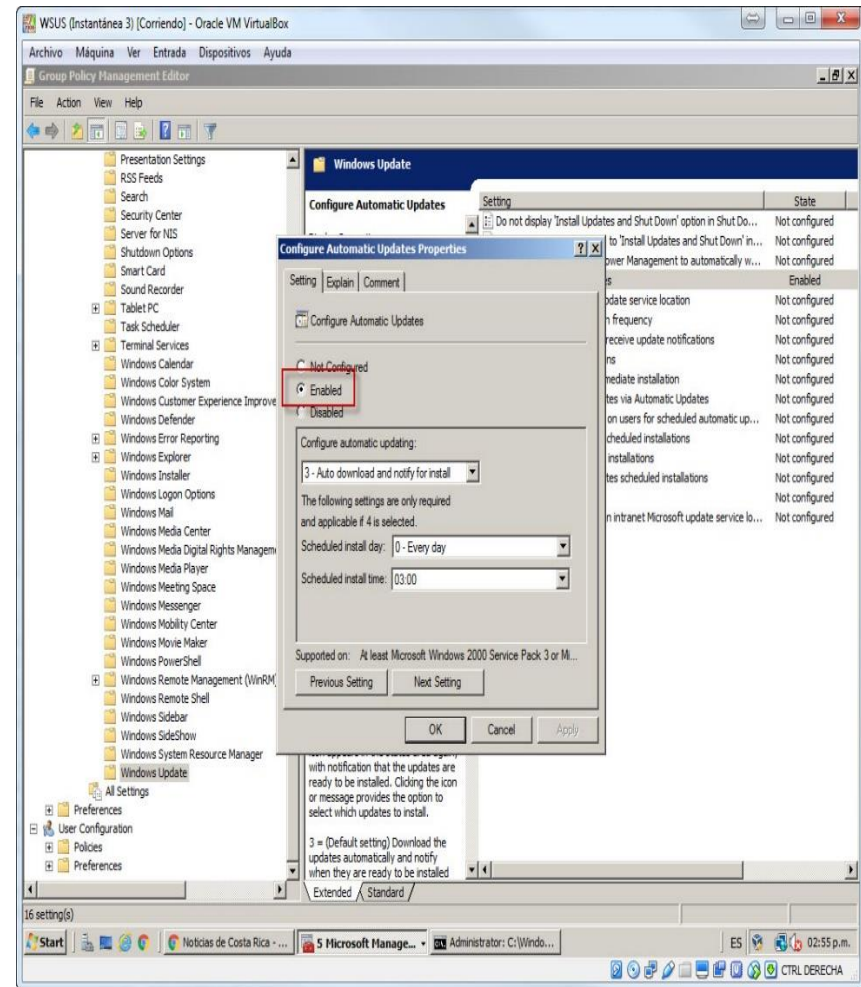 WSUS (Instantánea 3) [Corriendo] - Oracle VM VirtualBox
Archivo Máquina Ver Entrada Dispositivos Ayuda
Group Policy Management Editor
File Action View Help
Presentation Settings
RSS Feeds
Search
Security Center
Server for NIS
Shutdown Options
Smart Card
Sound Recorder
Tablet PC
Task Scheduler
Terminal Services
Windows Calendar
Windows Color System
Windows Customer Experience Improve
Windows Defender
Windows Error Reporting
Windows Explorer
Windows Installer
Windows Logon Options
Windows Mail
Windows Media Center
Windows Media Digital Rights Managem
Windows Media Player
Windows Meeting Space
Windows Messenger
Windows Mobility Center
Windows Movie Maker
Windows PowerShell
Windows Remote Management (WinRM)
Windows Remote Shell
Windows Sidebar
Windows SideShow
Windows System Resource Manager
Windows Update
All Settings
Preferences
User Configuration
Policies
Preferences
Windows Update
Configure Automatic Updates
Setting State
Do not display 'Install Updates and Shut Down' option in Shut Do... Not configured
to 'Install Updates and Shut Down' in... Not configured
ower Management to automatically w... Not configured
s Enabled
pdate service location Not configured
n frequency Not configured
receive update notifications Not configured
ns Not configured
mediate installation Not configured
tes via Automatic Updates Not configured
on users for scheduled automatic up... Not configured
cheduled installations Not configured
installations Not configured
tes scheduled installations Not configured
Not configured
n intranet Microsoft update service lo... Not configured
Configure Automatic Updates Properties
Setting Explain Comment
Configure Automatic Updates
Not Configured
Enabled
Disabled
Configure automatic updating:
3 - Auto download and notify for install
The following settings are only required
and applicable if 4 is selected.
Scheduled install day: 0 - Every day
Scheduled install time: 03:00
Supported on: At least Microsoft Windows 2000 Service Pack 3 or Mi...
Previous Setting Next Setting
OK Cancel Apply
with notification that the updates are
ready to be installed. Clicking the icon
or message provides the option to
select which updates to install.
3 = (Default setting) Download the
updates automatically and notify
when they are ready to be installed
Extended Standard
16 setting(s)
Start Noticias de Costa Rica - ... 5 Microsoft Manage... Administrator: C:\Windo... ES 02:55 p.m.
CTRL DERECHA